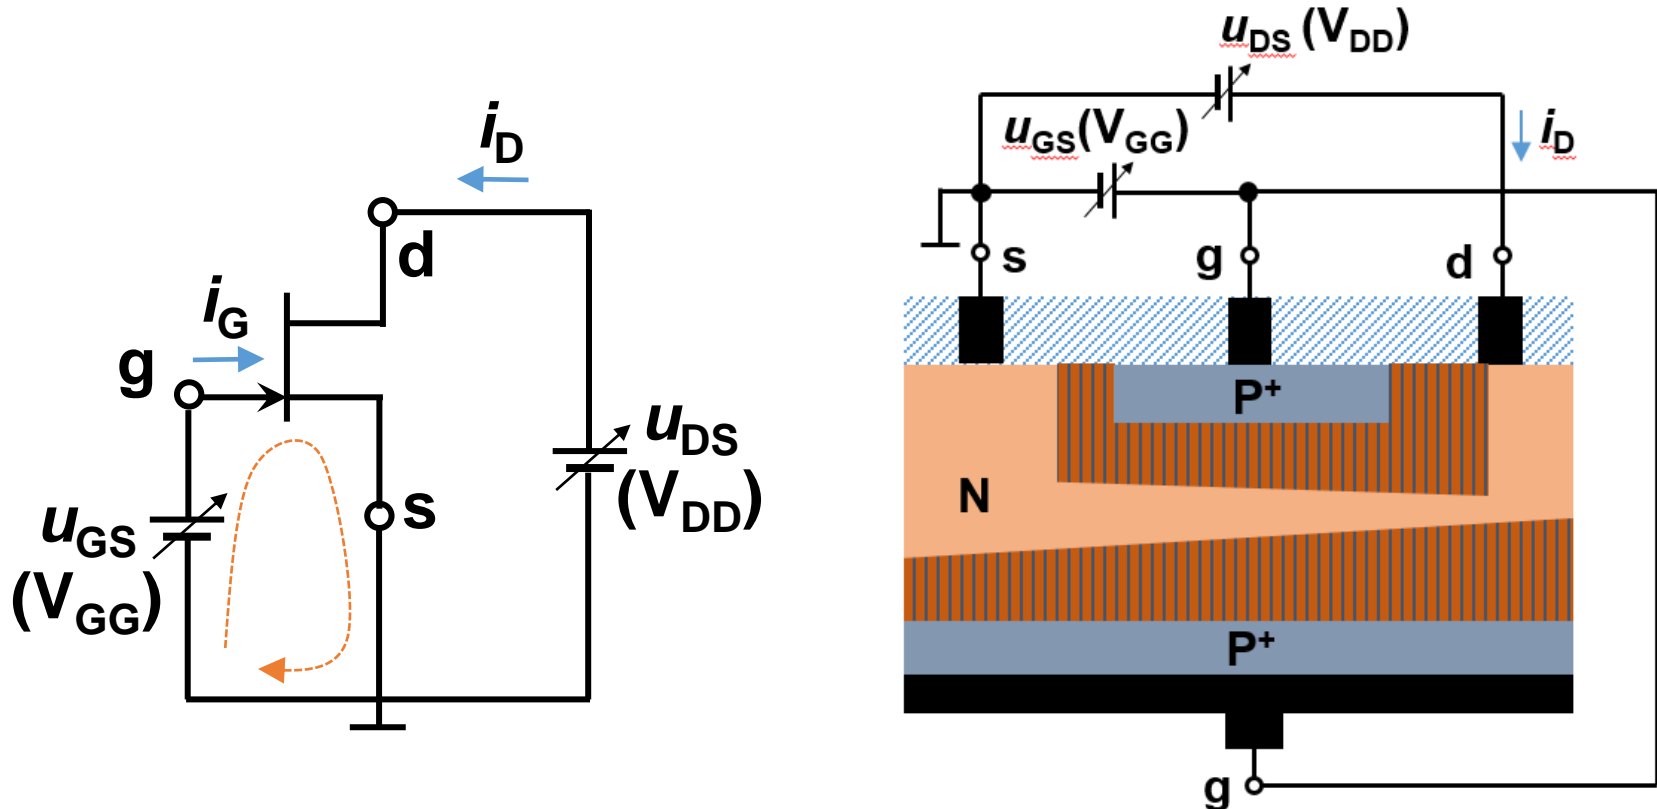 iD
d
iG
g
uDS
(VDD)
s
uGS
(VGG)
uDS (VDD)
uGS(VGG)
iD
s
g
d
P+
N
P+
g